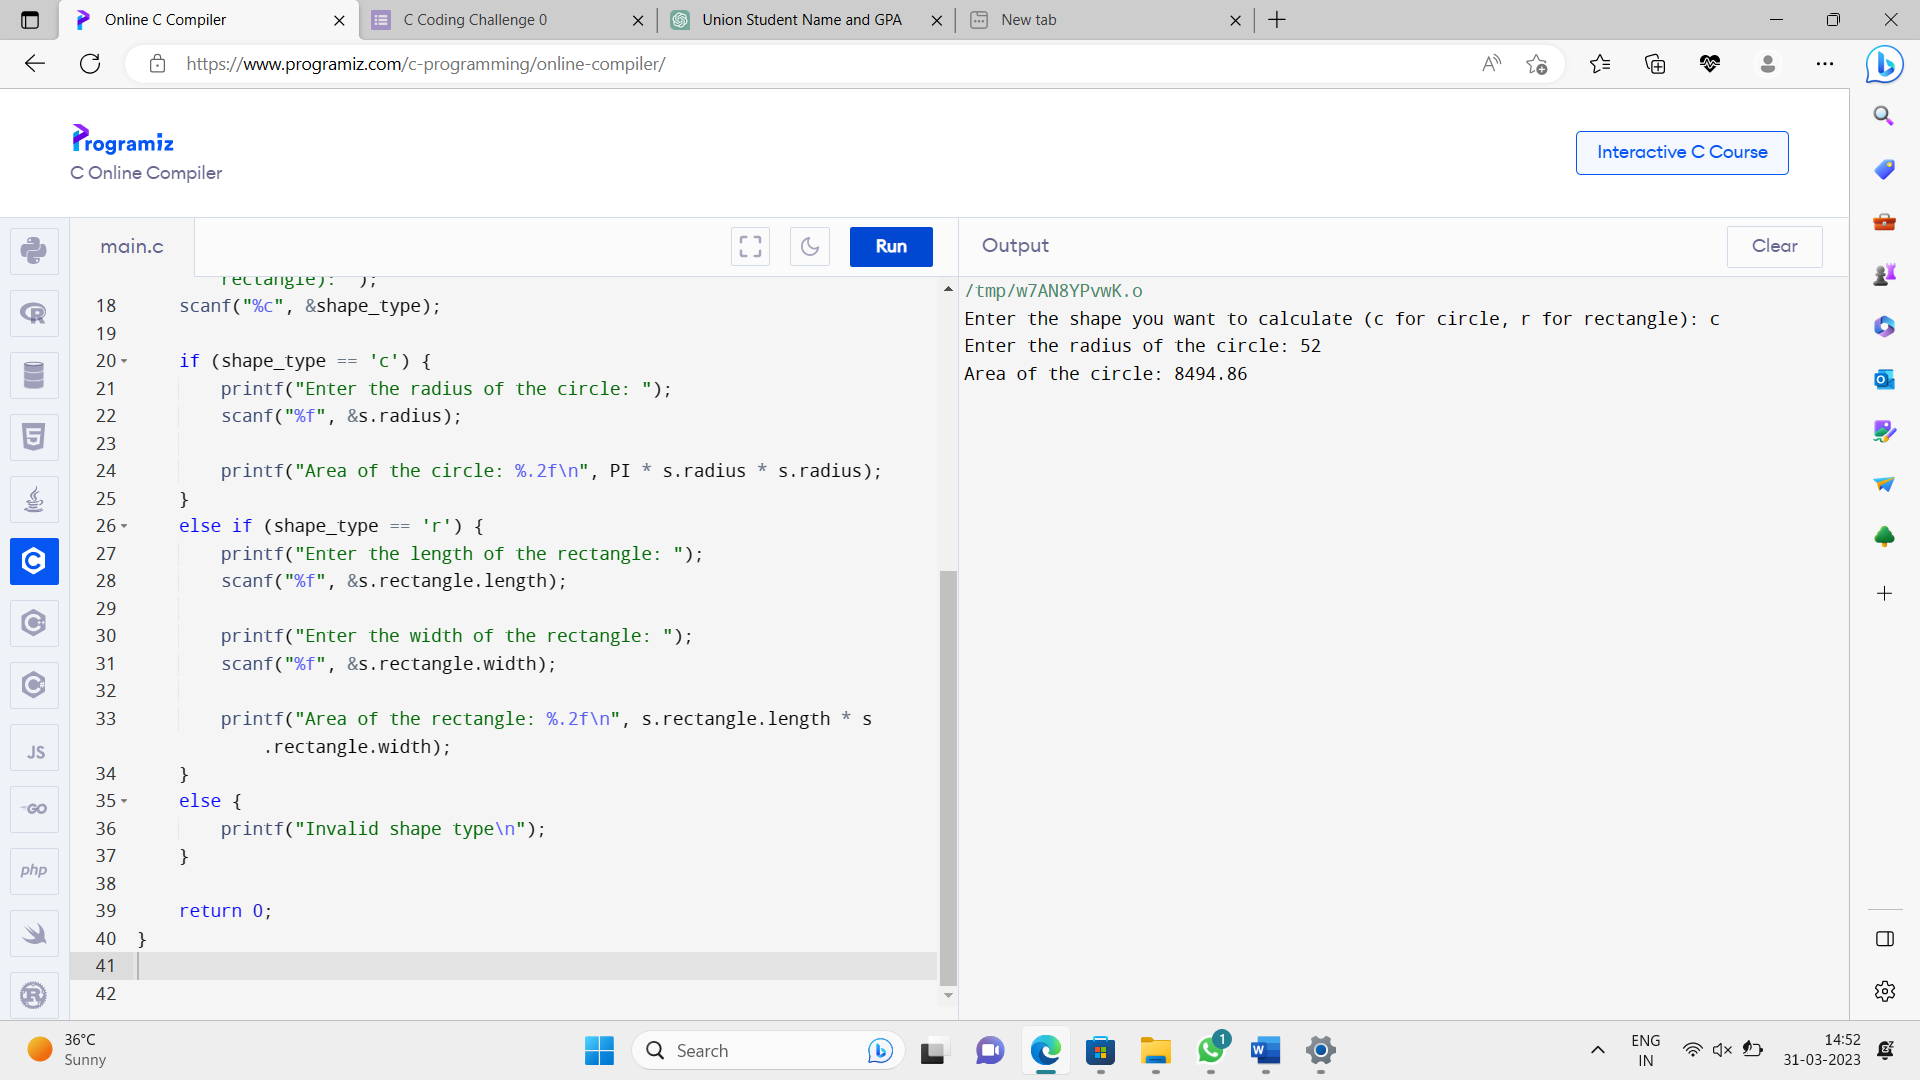 Online C Compiler
C Coding Challenge 0
Union Student Name and GPA
New tab
https://www.programiz.com/c-programming/online-compiler/
Programiz
C Online Compiler
Interactive C Course
main.c
Run
Output
Clear
rectangle): ");
18 scanf("%c", &shape_type);
19
20 if (shape_type == 'c') {
21 printf("Enter the radius of the circle: ");
22 scanf("%f", &s.radius);
23
24 printf("Area of the circle: %.2f\n", PI * s.radius * s.radius);
25 }
26 else if (shape_type == 'r') {
27 printf("Enter the length of the rectangle: ");
28 scanf("%f", &s.rectangle.length);
29
30 printf("Enter the width of the rectangle: ");
31 scanf("%f", &s.rectangle.width);
32
33 printf("Area of the rectangle: %.2f\n", s.rectangle.length * s
.rectangle.width);
34 }
35 else {
36 printf("Invalid shape type\n");
37 }
38
39 return 0;
40 }
41
42
/tmp/w7AN8YPvwK.o
Enter the shape you want to calculate (c for circle, r for rectangle): c
Enter the radius of the circle: 52
Area of the circle: 8494.86
JS
GO
php
36°C
Sunny
Search
1
ENG
IN
14:52
31-03-2023